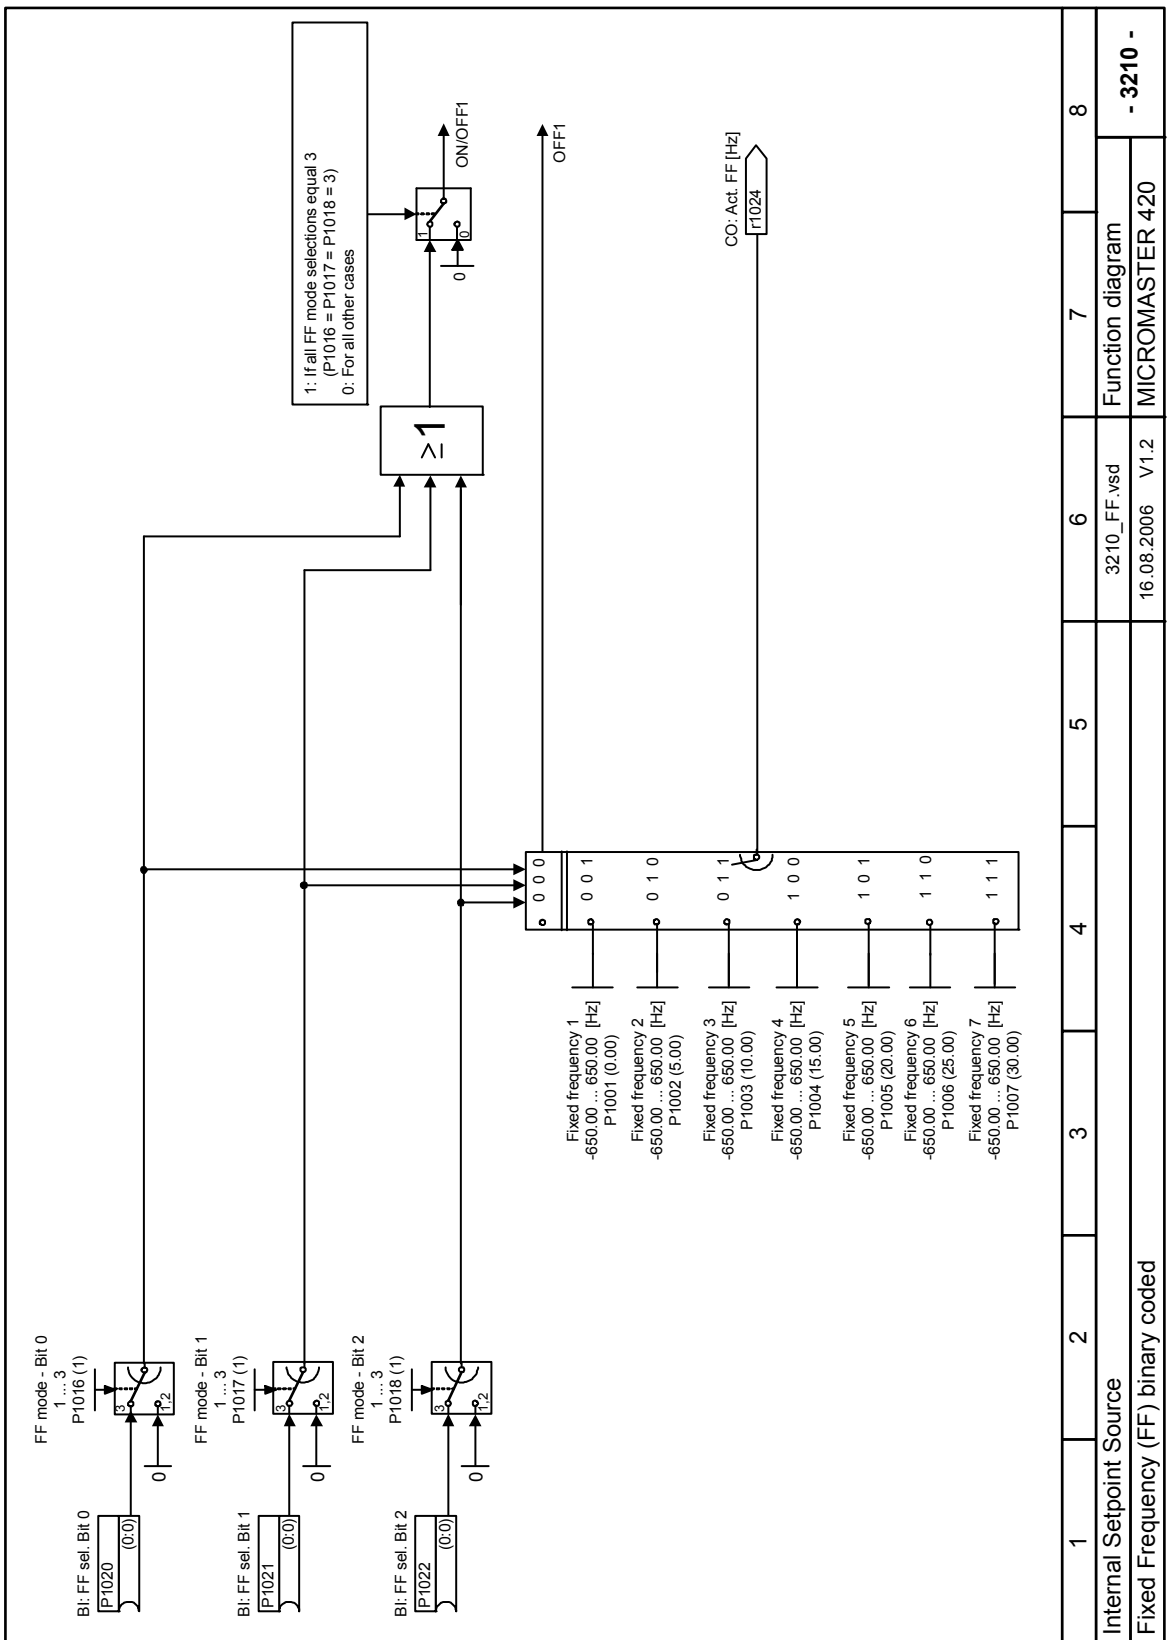 FF mode - Bit 0
1 ... 3
P1016 (1)
BI: FF sel. Bit 0
P1020
(0:0)
3
1,2
0
FF mode - Bit 1
1 ... 3
P1017 (1)
BI: FF sel. Bit 1
P1021
(0:0)
3
1,2
0
FF mode - Bit 2
1 ... 3
P1018 (1)
BI: FF sel. Bit 2
P1022
(0:0)
3
1,2
0
≥1
1: If all FF mode selections equal 3
(P1016 = P1017 = P1018 = 3)
0: For all other cases
1
0
0
ON/OFF1
OFF1
0 0 0
0 0 1
0 1 0
0 1 1
1 0 0
1 0 1
1 1 0
1 1 1
Fixed frequency 1
-650.00 ... 650.00 [Hz]
P1001 (0.00)
Fixed frequency 2
-650.00 ... 650.00 [Hz]
P1002 (5.00)
Fixed frequency 3
-650.00 ... 650.00 [Hz]
P1003 (10.00)
Fixed frequency 4
-650.00 ... 650.00 [Hz]
P1004 (15.00)
Fixed frequency 5
-650.00 ... 650.00 [Hz]
P1005 (20.00)
Fixed frequency 6
-650.00 ... 650.00 [Hz]
P1006 (25.00)
Fixed frequency 7
-650.00 ... 650.00 [Hz]
P1007 (30.00)
CO: Act. FF [Hz]
r1024
1 2 3 4 5 6 7 8
Internal Setpoint Source
Fixed Frequency (FF) binary coded
3210_FF.vsd
16.08.2006 V1.2
Function diagram
MICROMASTER 420
- 3210 -